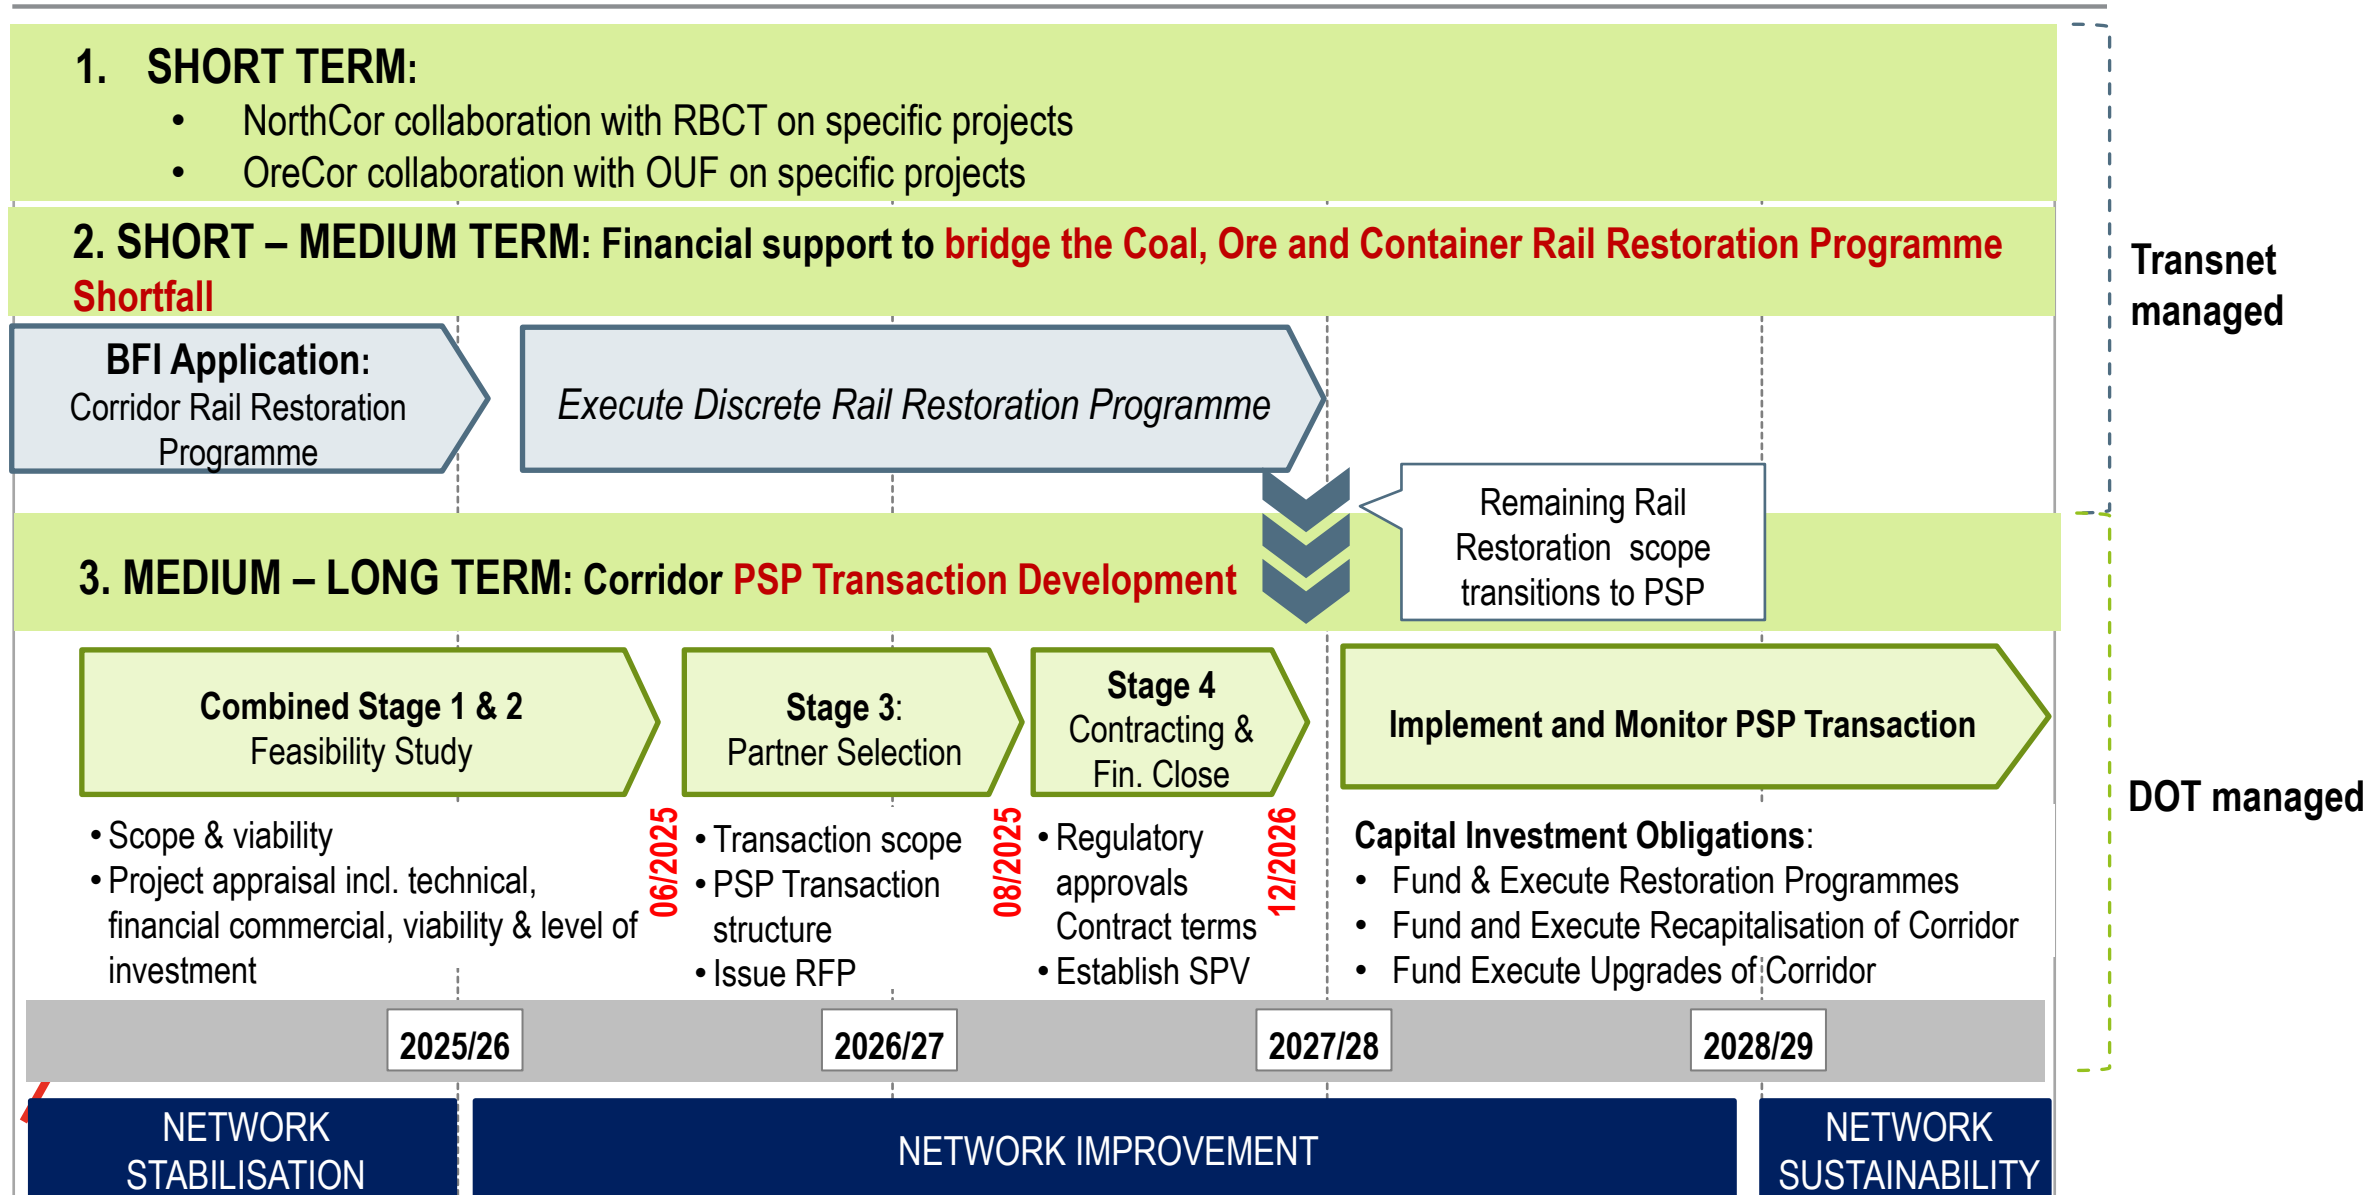 1. SHORT TERM:
• NorthCor collaboration with RBCT on specific projects
• OreCor collaboration with OUF on specific projects
2. SHORT – MEDIUM TERM: Financial support to bridge the Coal, Ore and Container Rail Restoration Programme
Shortfall
Transnet
managed
BFI Application:
Corridor Rail Restoration
Programme
Execute Discrete Rail Restoration Programme
Remaining Rail
Restoration scope
transitions to PSP
3. MEDIUM – LONG TERM: Corridor PSP Transaction Development
Combined Stage 1 & 2
Feasibility Study
Stage 3:
Partner Selection
Stage 4
Contracting &
Fin. Close
Implement and Monitor PSP Transaction
DOT managed
• Scope & viability
• Project appraisal incl. technical,
financial commercial, viability & level of
investment
06/2025
• Transaction scope
• PSP Transaction
structure
• Issue RFP
08/2025
• Regulatory
approvals
Contract terms
• Establish SPV
12/2026
Capital Investment Obligations:
• Fund & Execute Restoration Programmes
• Fund and Execute Recapitalisation of Corridor
• Fund Execute Upgrades of Corridor
2025/26
2026/27
2027/28
2028/29
NETWORK
STABILISATION
NETWORK IMPROVEMENT
NETWORK
SUSTAINABILITY